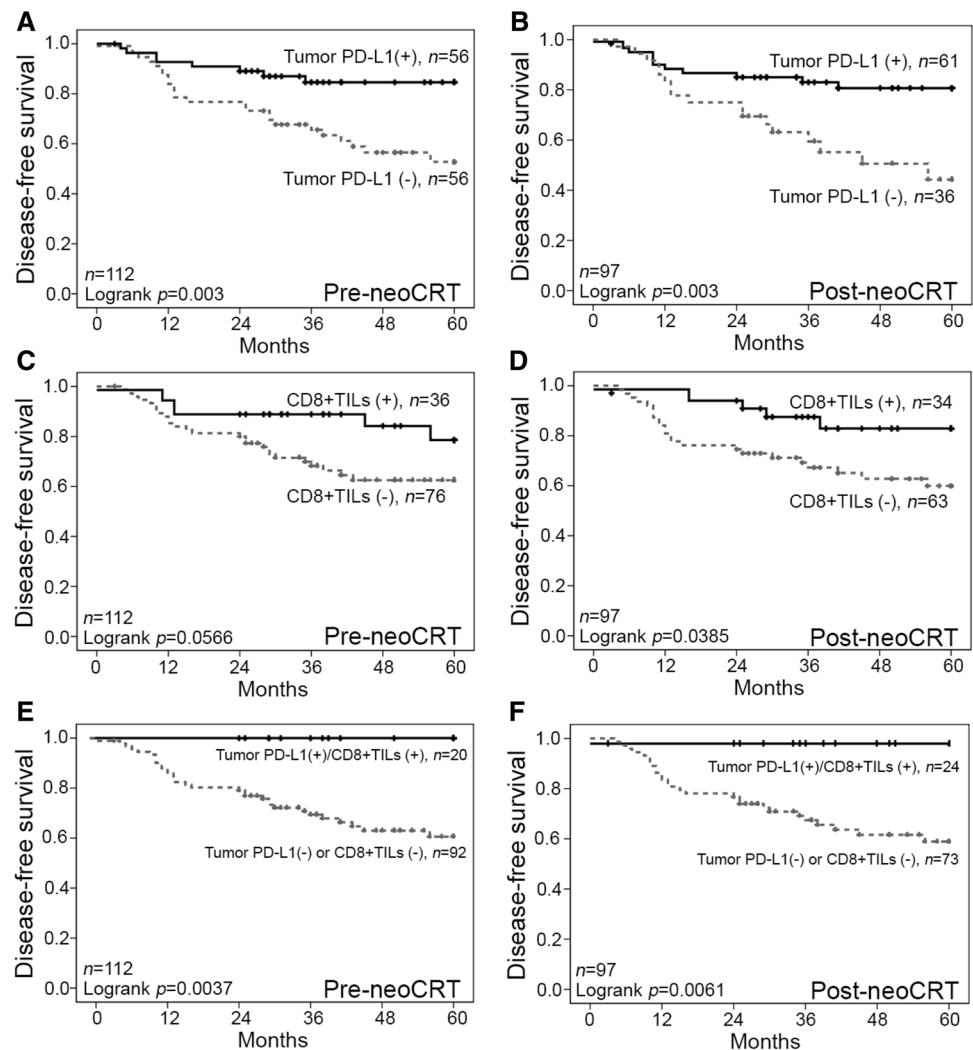 A
Disease-free survival
1.0
0.8
0.6
0.4
0.2
0.0
Tumor PD-L1(+), n=56
Tumor PD-L1 (-), n=56
n=112
Logrank p=0.003
Pre-neoCRT
0 12 24 36 48 60
Months
B
Disease-free survival
1.0
0.8
0.6
0.4
0.2
0.0
Tumor PD-L1 (+), n=61
Tumor PD-L1 (-), n=36
n=97
Logrank p=0.003
Post-neoCRT
0 12 24 36 48 60
Months
C
Disease-free survival
1.0
0.8
0.6
0.4
0.2
0.0
CD8+TILs (+), n=36
CD8+TILs (-), n=76
n=112
Logrank p=0.0566
Pre-neoCRT
0 12 24 36 48 60
Months
D
Disease-free survival
1.0
0.8
0.6
0.4
0.2
0.0
CD8+TILs (+), n=34
CD8+TILs (-), n=63
n=97
Logrank p=0.0385
Post-neoCRT
0 12 24 36 48 60
Months
E
Disease-free survival
1.0
0.8
0.6
0.4
0.2
0.0
Tumor PD-L1(+)/CD8+TILs (+), n=20
Tumor PD-L1(-) or CD8+TILs (-), n=92
n=112
Logrank p=0.0037
Pre-neoCRT
0 12 24 36 48 60
Months
F
Disease-free survival
1.0
0.8
0.6
0.4
0.2
0.0
Tumor PD-L1(+)/CD8+TILs (+), n=24
Tumor PD-L1(-) or CD8+TILs (-), n=73
n=97
Logrank p=0.0061
Post-neoCRT
0 12 24 36 48 60
Months